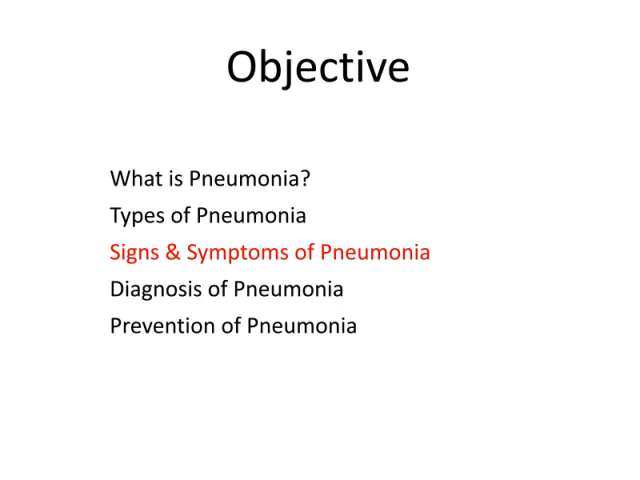 Objective
What is Pneumonia?
Types of Pneumonia
Signs & Symptoms of Pneumonia
Diagnosis of Pneumonia
Prevention of Pneumonia